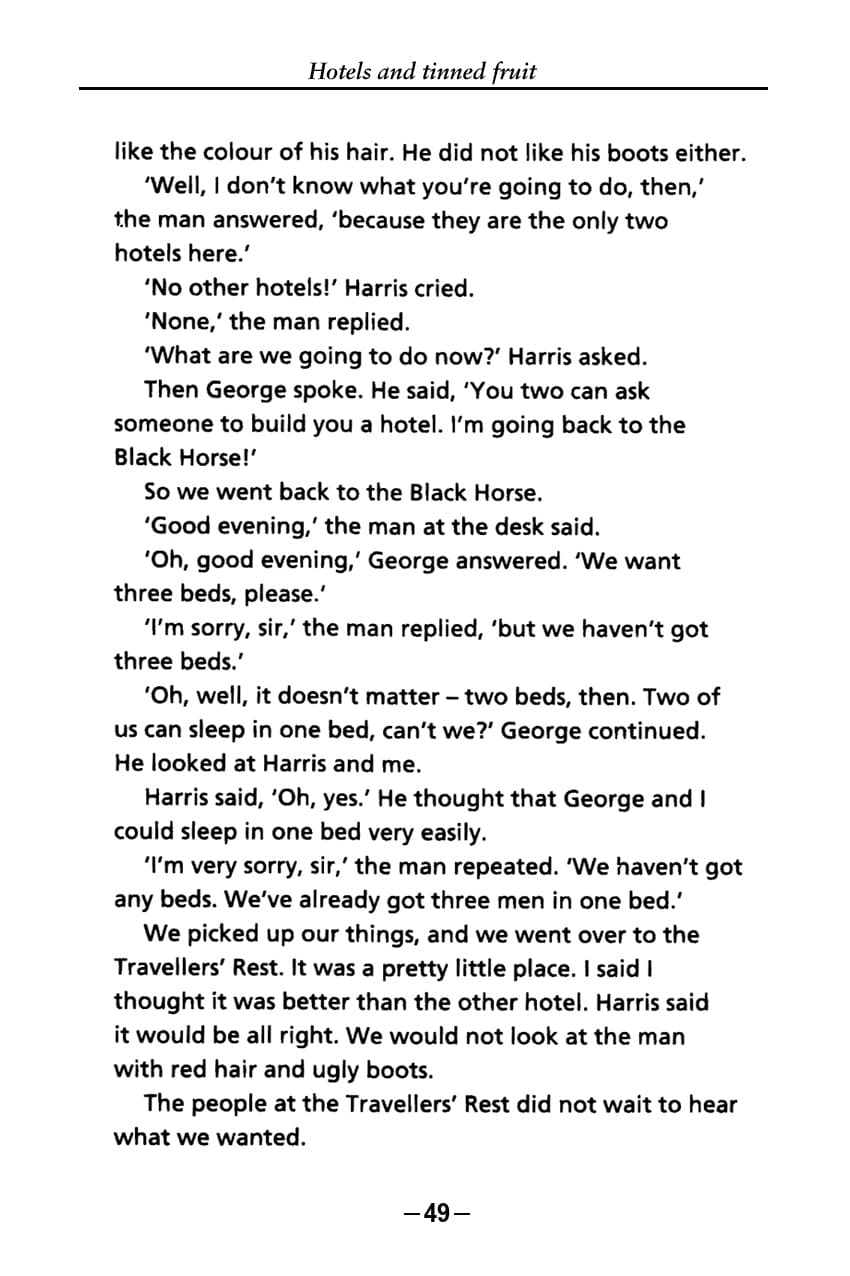 Hotels and tinned fruit
like the colour of his hair. He did not like his boots either.
‘Well, I don’t know what you’re going to do, then,’
the man answered, ‘because they are the only two
hotels here.’
‘No other hotels!’ Harris cried.
‘None,’ the man replied.
‘What are we going to do now?’ Harris asked.
Then George spoke. He said, ‘You two can ask
someone to build you a hotel. I’m going back to the
Black Horse!’
So we went back to the Black Horse.
‘Good evening,’ the man at the desk said.
‘Oh, good evening,’ George answered. ‘We want
three beds, please.’
‘I’m sorry, sir,’ the man replied, ‘but we haven’t got
three beds.’
‘Oh, well, it doesn’t matter – two beds, then. Two of
us can sleep in one bed, can’t we?’ George continued.
He looked at Harris and me.
Harris said, ‘Oh, yes.’ He thought that George and I
could sleep in one bed very easily.
‘I’m very sorry, sir,’ the man repeated. ‘We haven’t got
any beds. We’ve already got three men in one bed.’
We picked up our things, and we went over to the
Travellers’ Rest. It was a pretty little place. I said I
thought it was better than the other hotel. Harris said
it would be all right. We would not look at the man
with red hair and ugly boots.
The people at the Travellers’ Rest did not wait to hear
what we wanted.
–49–